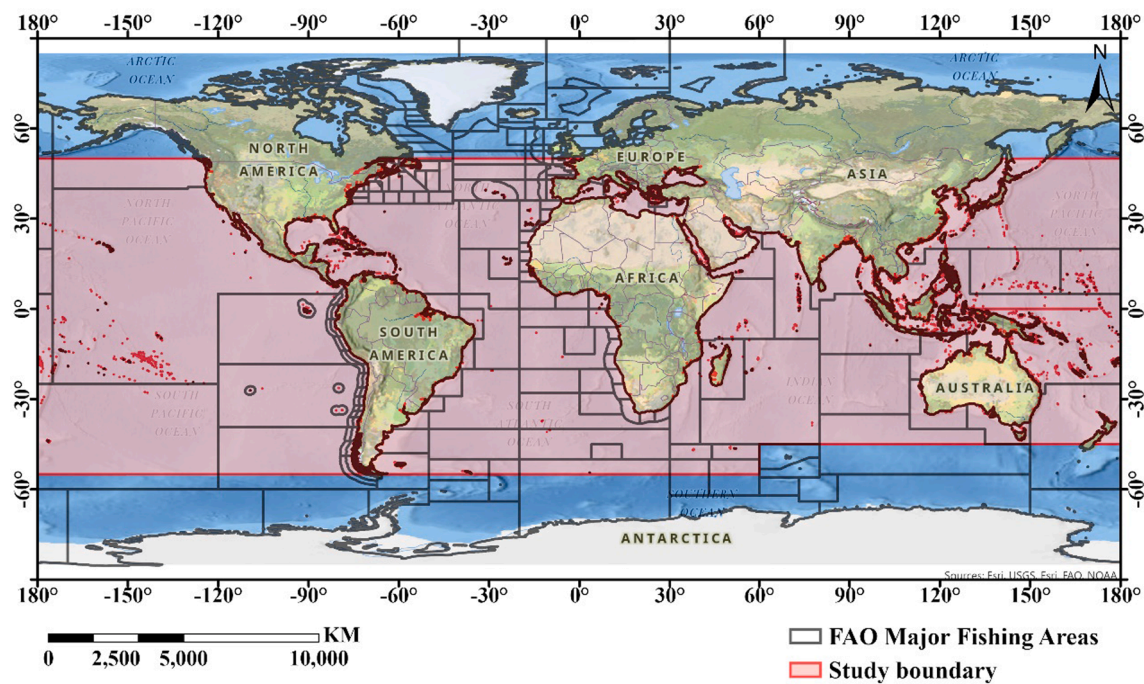 180° -150° -120° -90° -60° -30° 0° 30° 60° 90° 120° 150° 180°
ARCTIC
OCEAN
ARCTIC
OCEAN
N
60°
60°
NORTH
AMERICA
EUROPE
ASIA
NORTH
PACIFIC
OCEAN
NORTH
ATLANTIC
NORTH
PACIFIC
OCEAN
30°
30°
AFRICA
0°
0°
SOUTH
AMERICA
AUSTRALIA
-30°
-30°
SOUTH
PACIFIC
OCEAN
SOUTH
ATLANTIC
OCEAN
INDIAN
OCEAN
-60°
-60°
SOUTHERN
OCEAN
ANTARCTICA
Sources: Esri, USGS, Esri, FAO, NOAA
180° -150° -120° -90° -60° -30° 0° 30° 60° 90° 120° 150° 180°
KM
0 2,500 5,000 10,000
FAO Major Fishing Areas
Study boundary